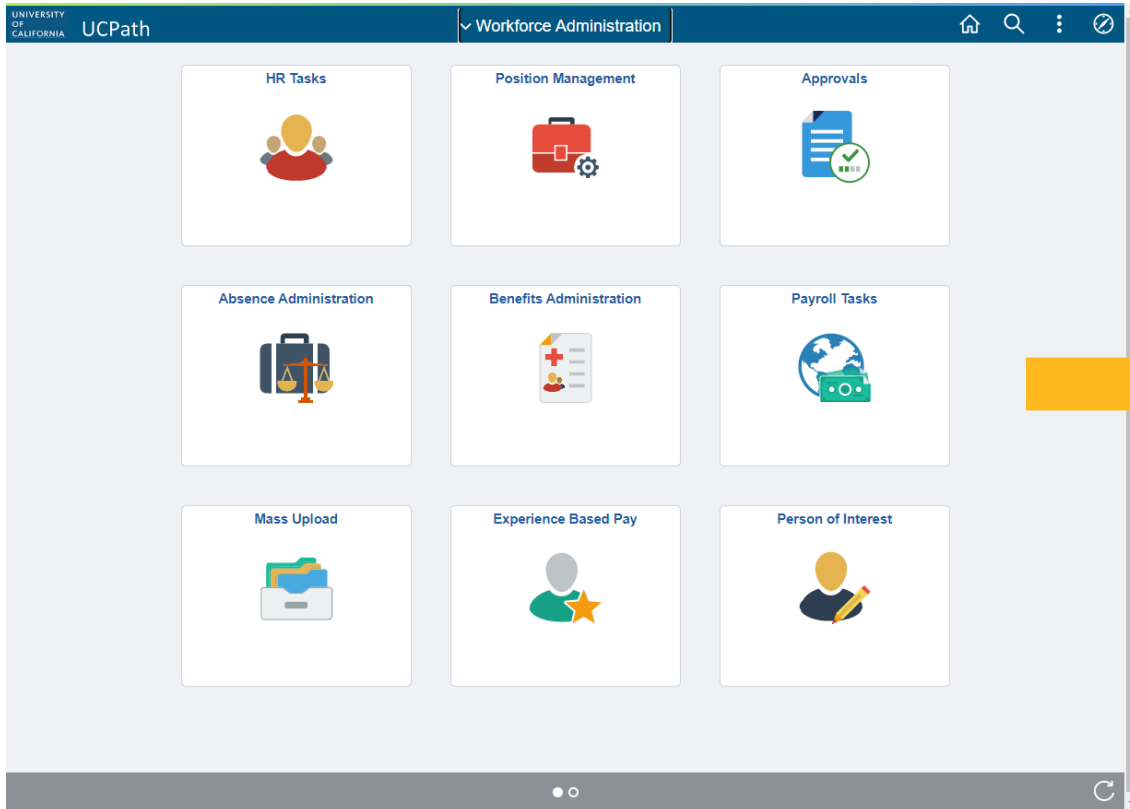 UNIVERSITY
OF
CALIFORNIA
UCPath
Workforce Administration
HR Tasks
Position Management
Approvals
Absence Administration
Benefits Administration
Payroll Tasks
Mass Upload
Experience Based Pay
Person of Interest